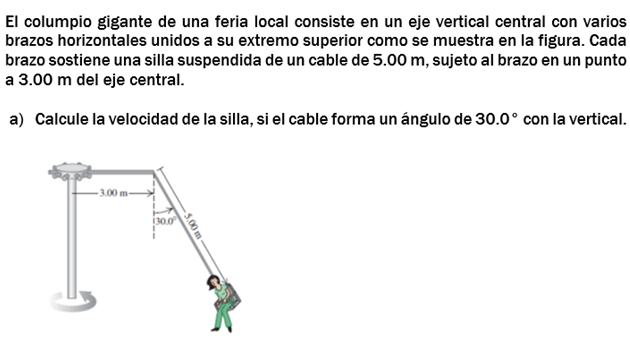 El columpio gigante de una feria local consiste en un eje vertical central con varios
brazos horizontales unidos a su extremo superior como se muestra en la figura. Cada
brazo sostiene una silla suspendida de un cable de 5.00 m, sujeto al brazo en un punto
a 3.00 m del eje central.
a) Calcule la velocidad de la silla, si el cable forma un ángulo de 30.0° con la vertical.
3.00 m
30.0°
5.00 m